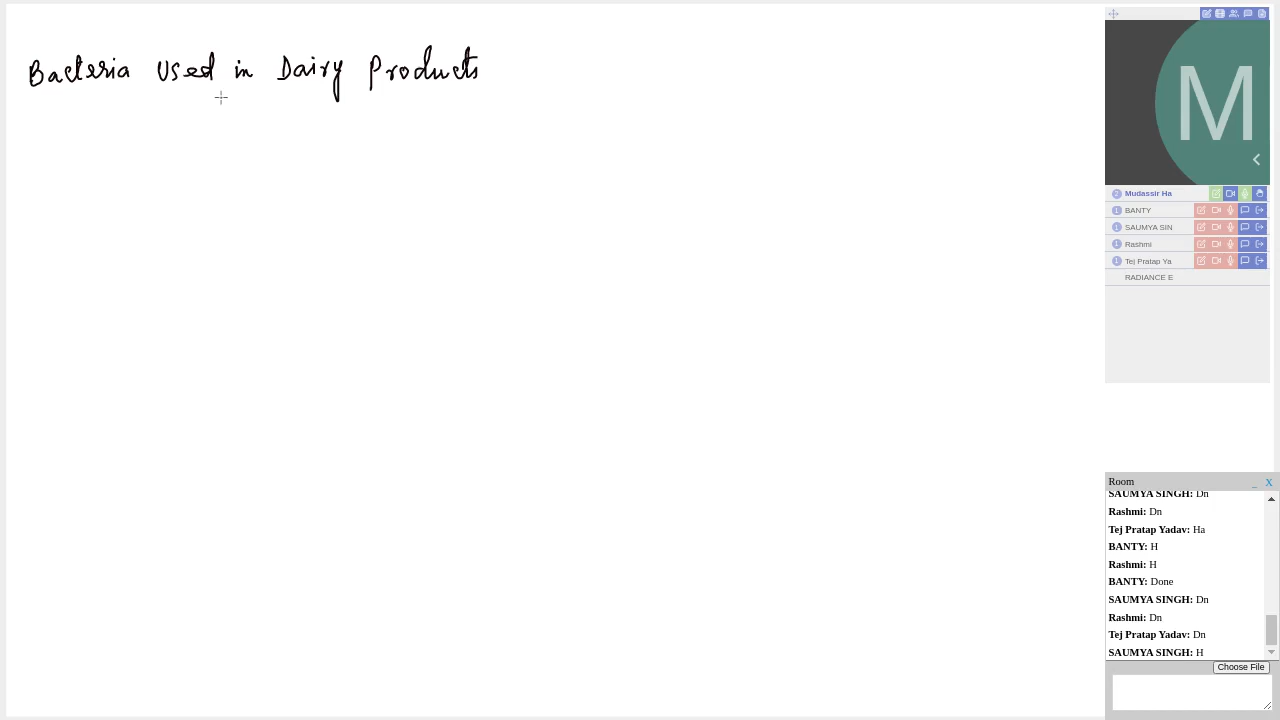 Bacteria Used in Dairy Products
M
Mudassir Ha
BANTY
SAUMYA SIN
Rashmi
Tej Pratap Ya
RADIANCE E
Room _ X
SAUMYA SINGH: Dn
Rashmi: Dn
Tej Pratap Yadav: Ha
BANTY: H
Rashmi: H
BANTY: Done
SAUMYA SINGH: Dn
Rashmi: Dn
Tej Pratap Yadav: Dn
SAUMYA SINGH: H
Choose File